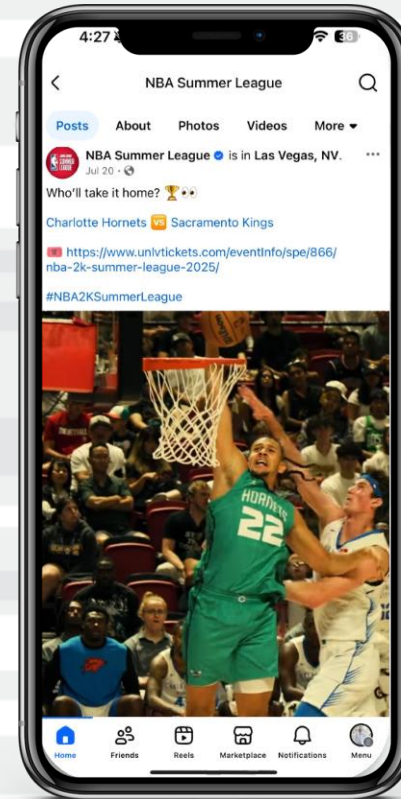 4:27
36
NBA Summer League
Posts About Photos Videos More
NBA Summer League is in Las Vegas, NV.
Jul 20
Who'll take it home? 🏆👀
Charlotte Hornets 🆚 Sacramento Kings
🎟️ https://www.unlvtickets.com/eventInfo/spe/866/
nba-2k-summer-league-2025/
#NBA2KSummerLeague
HORNETS
22
Home Friends Reels Marketplace Notifications Menu